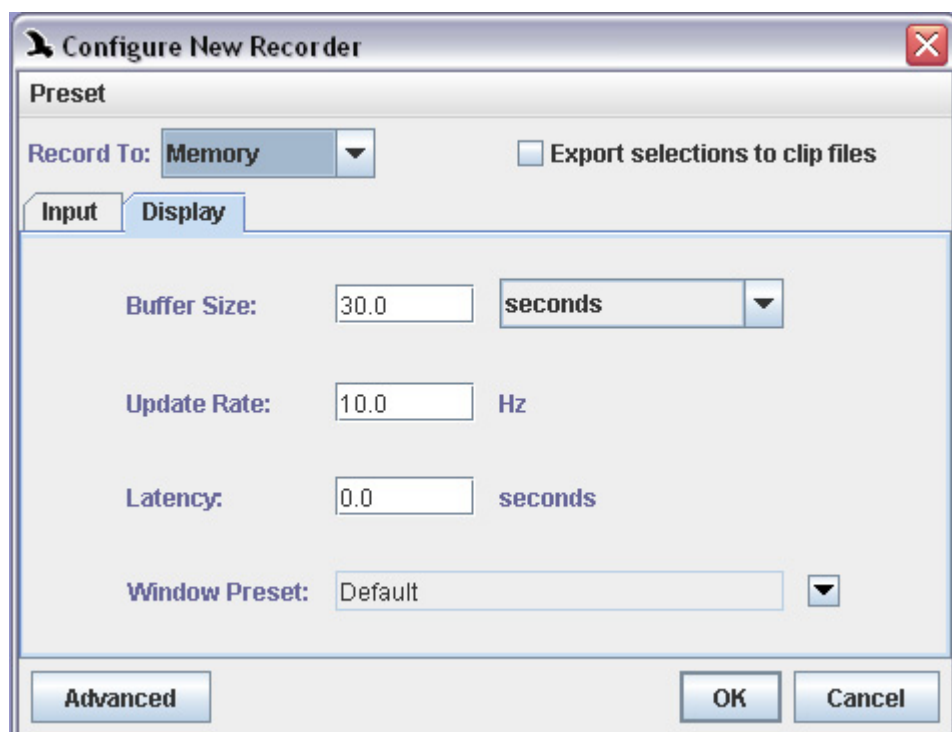 Configure New Recorder
Preset
Record To: Memory Export selections to clip files
Input Display
Buffer Size: 30.0 seconds
Update Rate: 10.0 Hz
Latency: 0.0 seconds
Window Preset: Default
Advanced OK Cancel